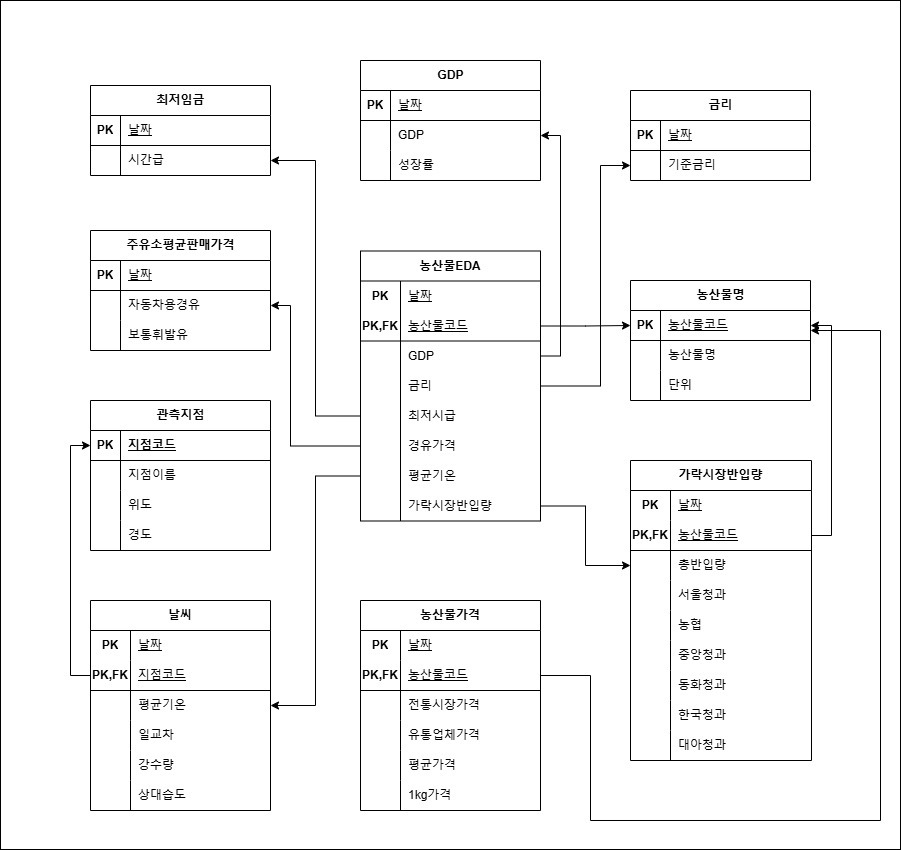 최저임금
PK 날짜
시간급
GDP
PK 날짜
GDP
성장률
금리
PK 날짜
기준금리
주유소평균판매가격
PK 날짜
자동차용경유
보통휘발유
농산물EDA
PK 날짜
PK,FK 농산물코드
GDP
금리
최저시급
경유가격
평균기온
가락시장반입량
농산물명
PK 농산물코드
농산물명
단위
관측지점
PK 지점코드
지점이름
위도
경도
가락시장반입량
PK 날짜
PK,FK 농산물코드
총반입량
서울청과
농협
중앙청과
동화청과
한국청과
대아청과
날씨
PK 날짜
PK,FK 지점코드
평균기온
일교차
강수량
상대습도
농산물가격
PK 날짜
PK,FK 농산물코드
전통시장가격
유통업체가격
평균가격
1kg가격